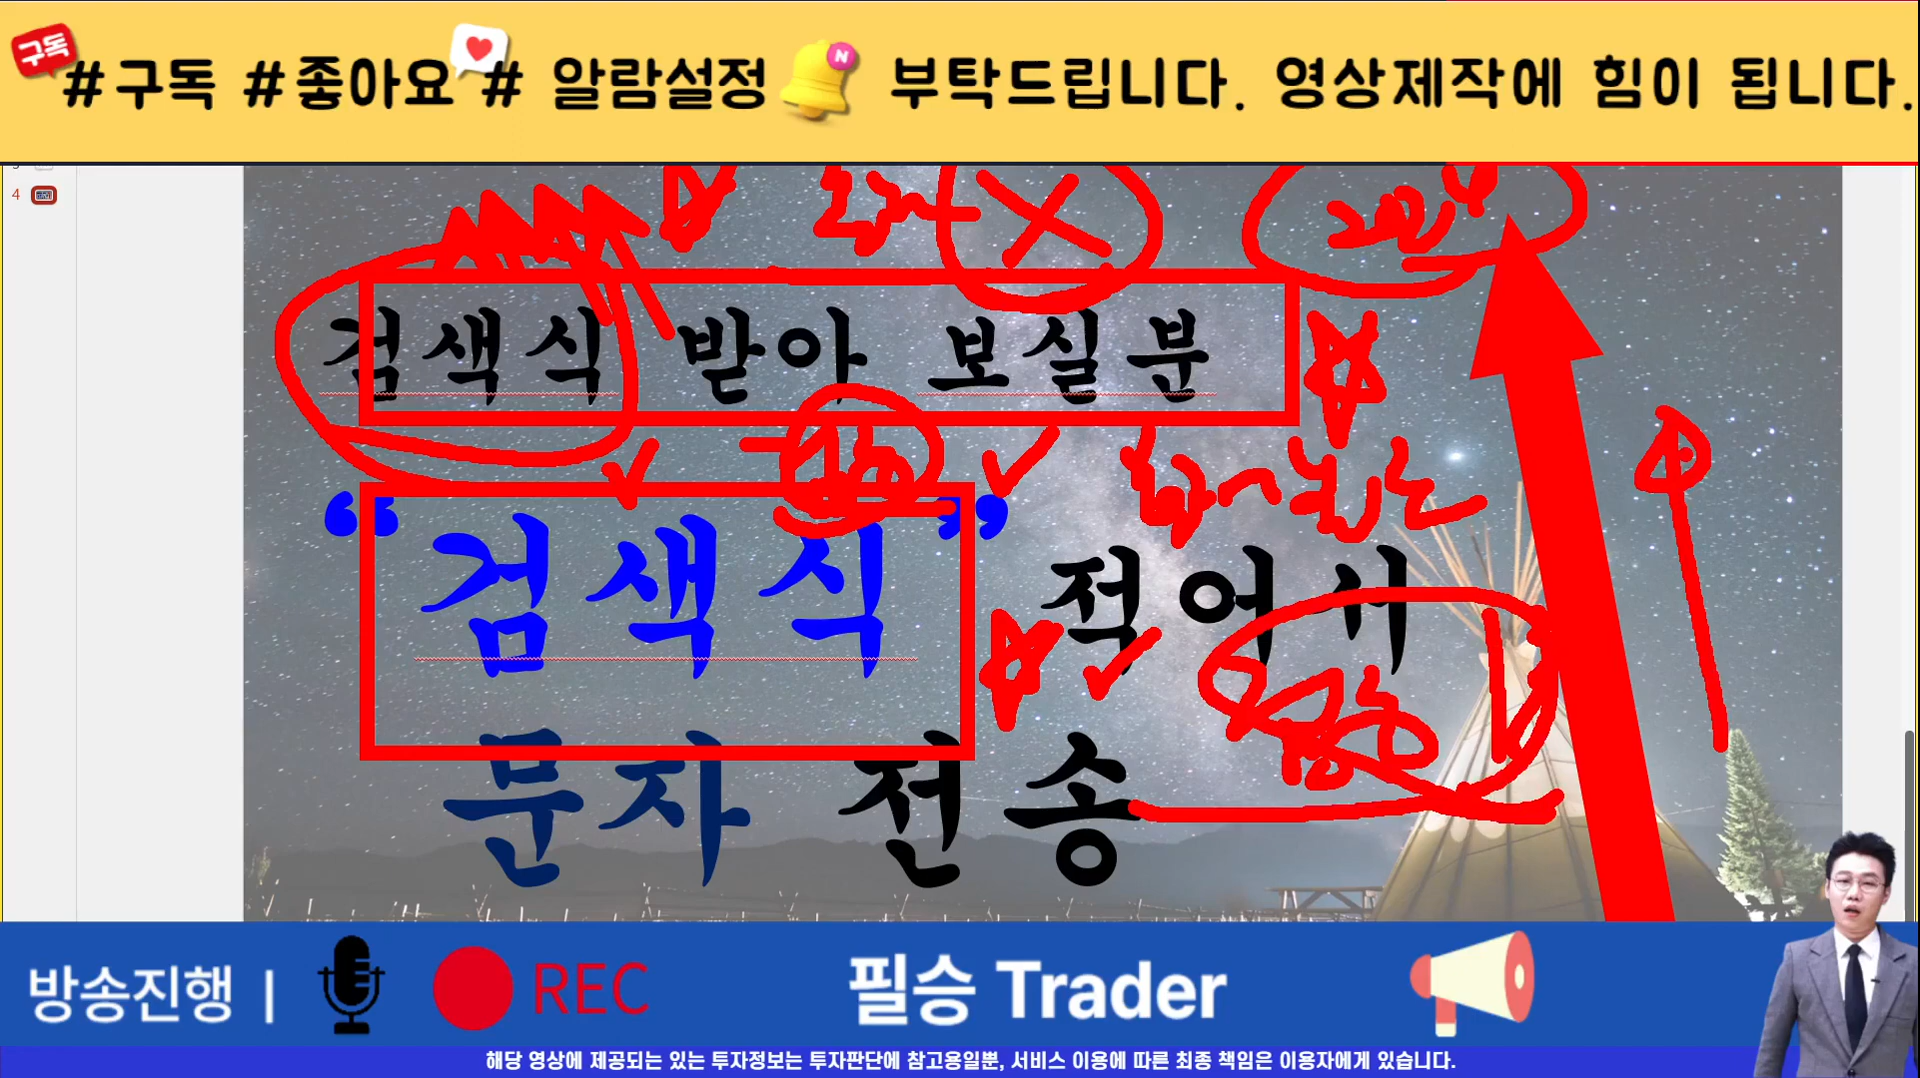 구독
#구독 #좋아요 # 알람설정 N 부탁드립니다. 영상제작에 힘이 됩니다.
4
검색식 받아 보실분
“검색식” 적어서
문자 전송
방송진행 | REC 필승 Trader
해당 영상에 제공되는 있는 투자정보는 투자판단에 참고용일뿐, 서비스 이용에 따른 최종 책임은 이용자에게 있습니다.